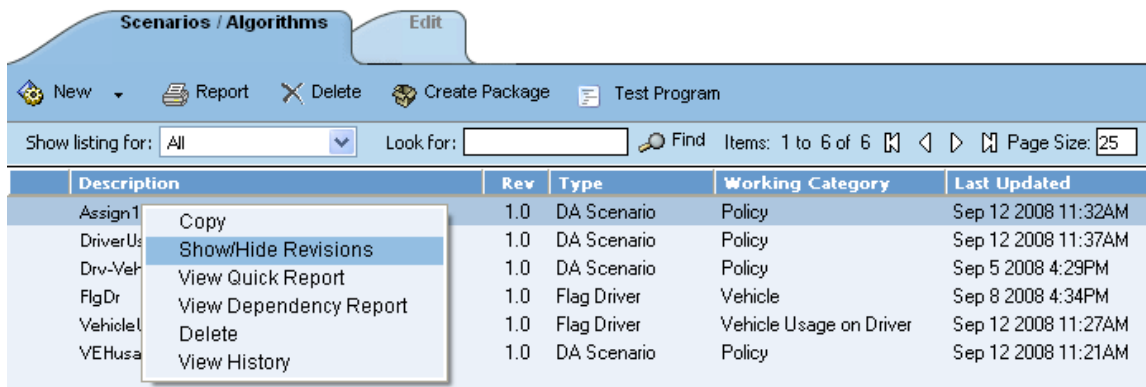 Scenarios / Algorithms Edit
New Report Delete Create Package Test Program
Show listing for: All Look for: Find Items: 1 to 6 of 6 Page Size: 25
Description Rev Type Working Category Last Updated
Assign1 1.0 DA Scenario Policy Sep 12 2008 11:32AM
DriverUs 1.0 DA Scenario Policy Sep 12 2008 11:37AM
Drv-Veh 1.0 DA Scenario Policy Sep 5 2008 4:29PM
FlgDr 1.0 Flag Driver Vehicle Sep 8 2008 4:34PM
VehicleU 1.0 Flag Driver Vehicle Usage on Driver Sep 12 2008 11:27AM
VEHusa 1.0 DA Scenario Policy Sep 12 2008 11:21AM
Copy
Show/Hide Revisions
View Quick Report
View Dependency Report
Delete
View History